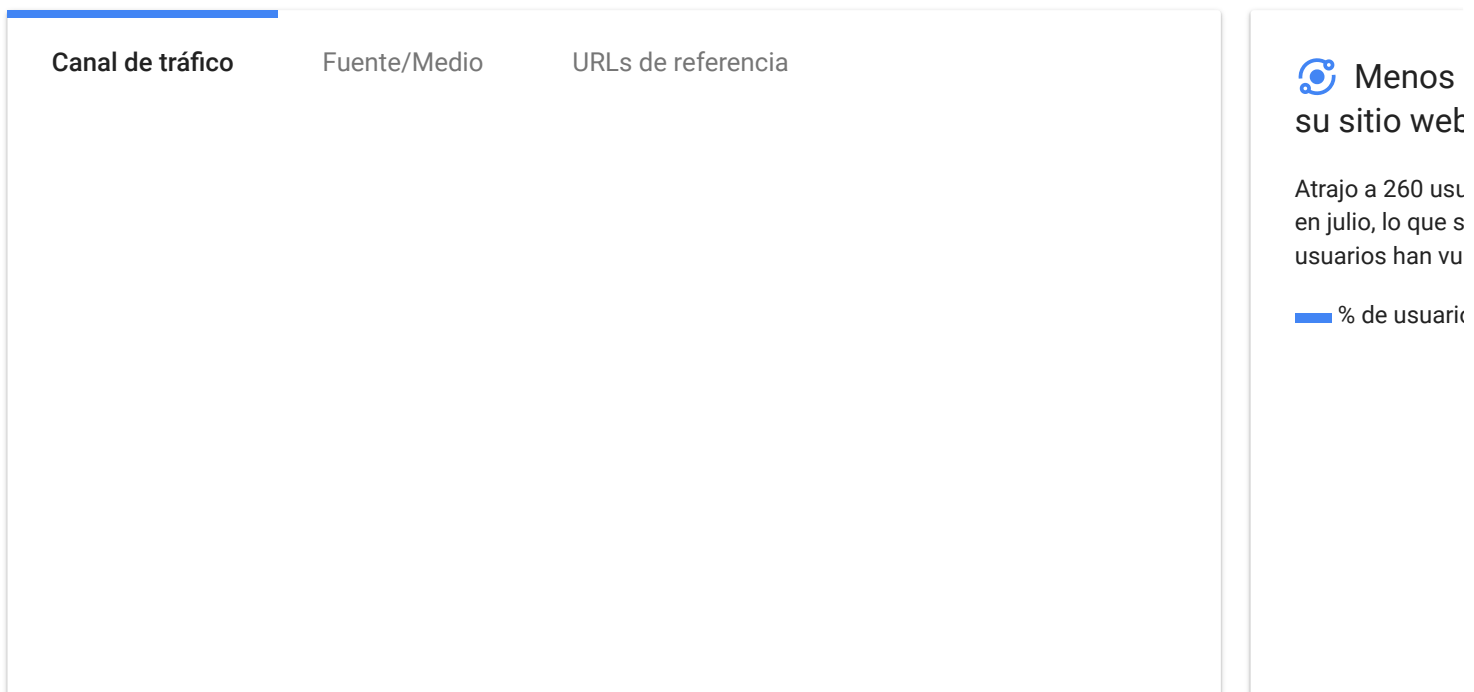 Canal de tráfico Fuente/Medio URLs de referencia
Menos
su sitio web
Atrajo a 260
en julio, lo que
usuarios han
% de